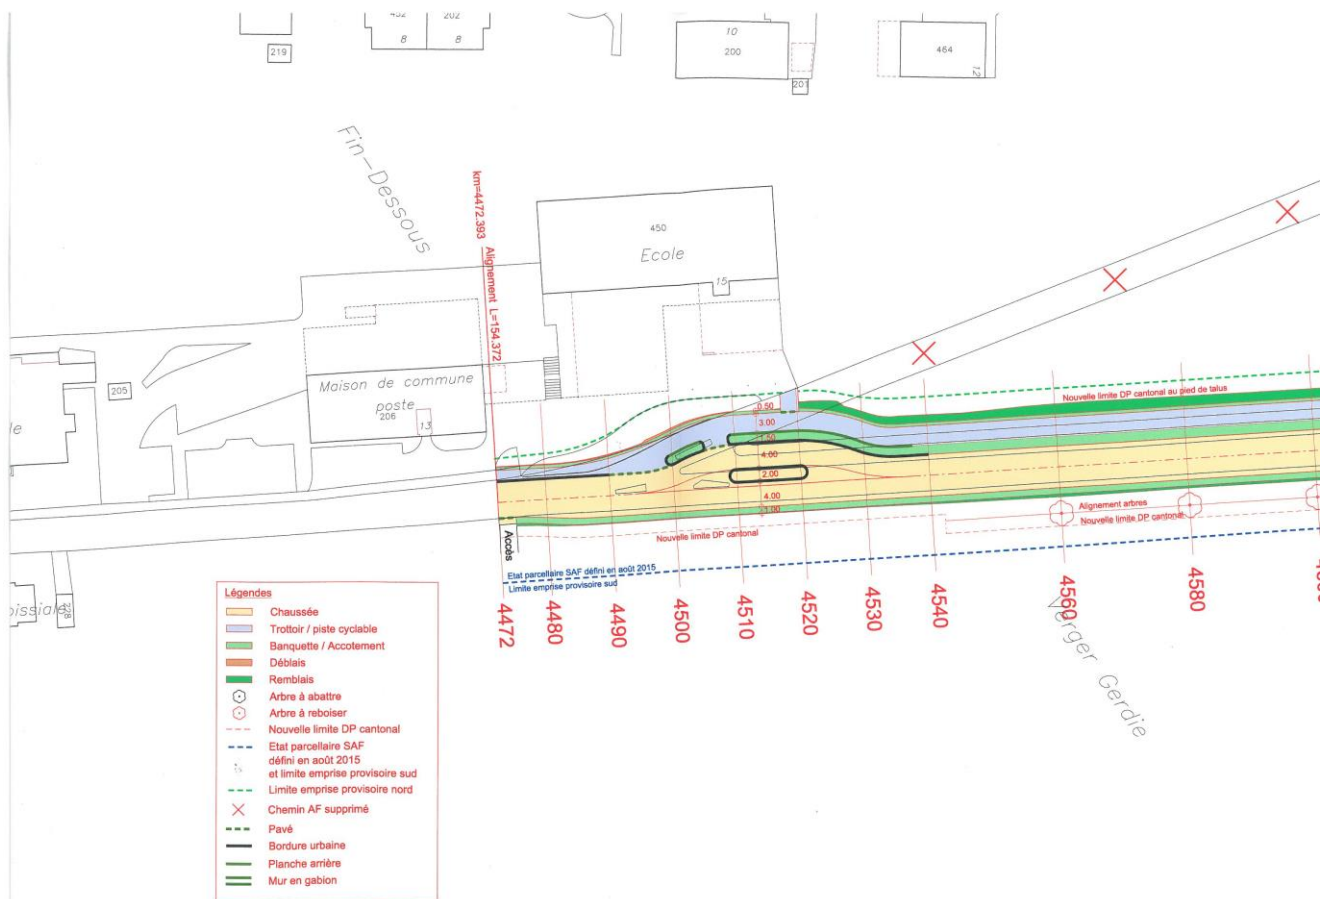 219
8
202
8
10
200
201
464
12
Fin-Dessous
km=4472.393 Alignement L=154.372
450
Ecole
15
205
Maison de commune
poste
206
13
0.50
3.00
1.50
4.00
2.00
4.00
1.00
Nouvelle limite DP cantonal au pied de talus
Alignement arbres
Nouvelle limite DP cantonal
Nouvelle limite DP cantonal
Accès
Etat parcellaire SAF défini en août 2015
Limite emprise provisoire sud
4472
4480
4490
4500
4510
4520
4530
4540
4560
4580
Verger Gerdie
228
Légendes
Chaussée
Trottoir / piste cyclable
Banquette / Accotement
Déblais
Remblais
Arbre à abattre
Arbre à reboiser
Nouvelle limite DP cantonal
Etat parcellaire SAF
défini en août 2015
et limite emprise provisoire sud
Limite emprise provisoire nord
Chemin AF supprimé
Pavé
Bordure urbaine
Planche arrière
Mur en gabion